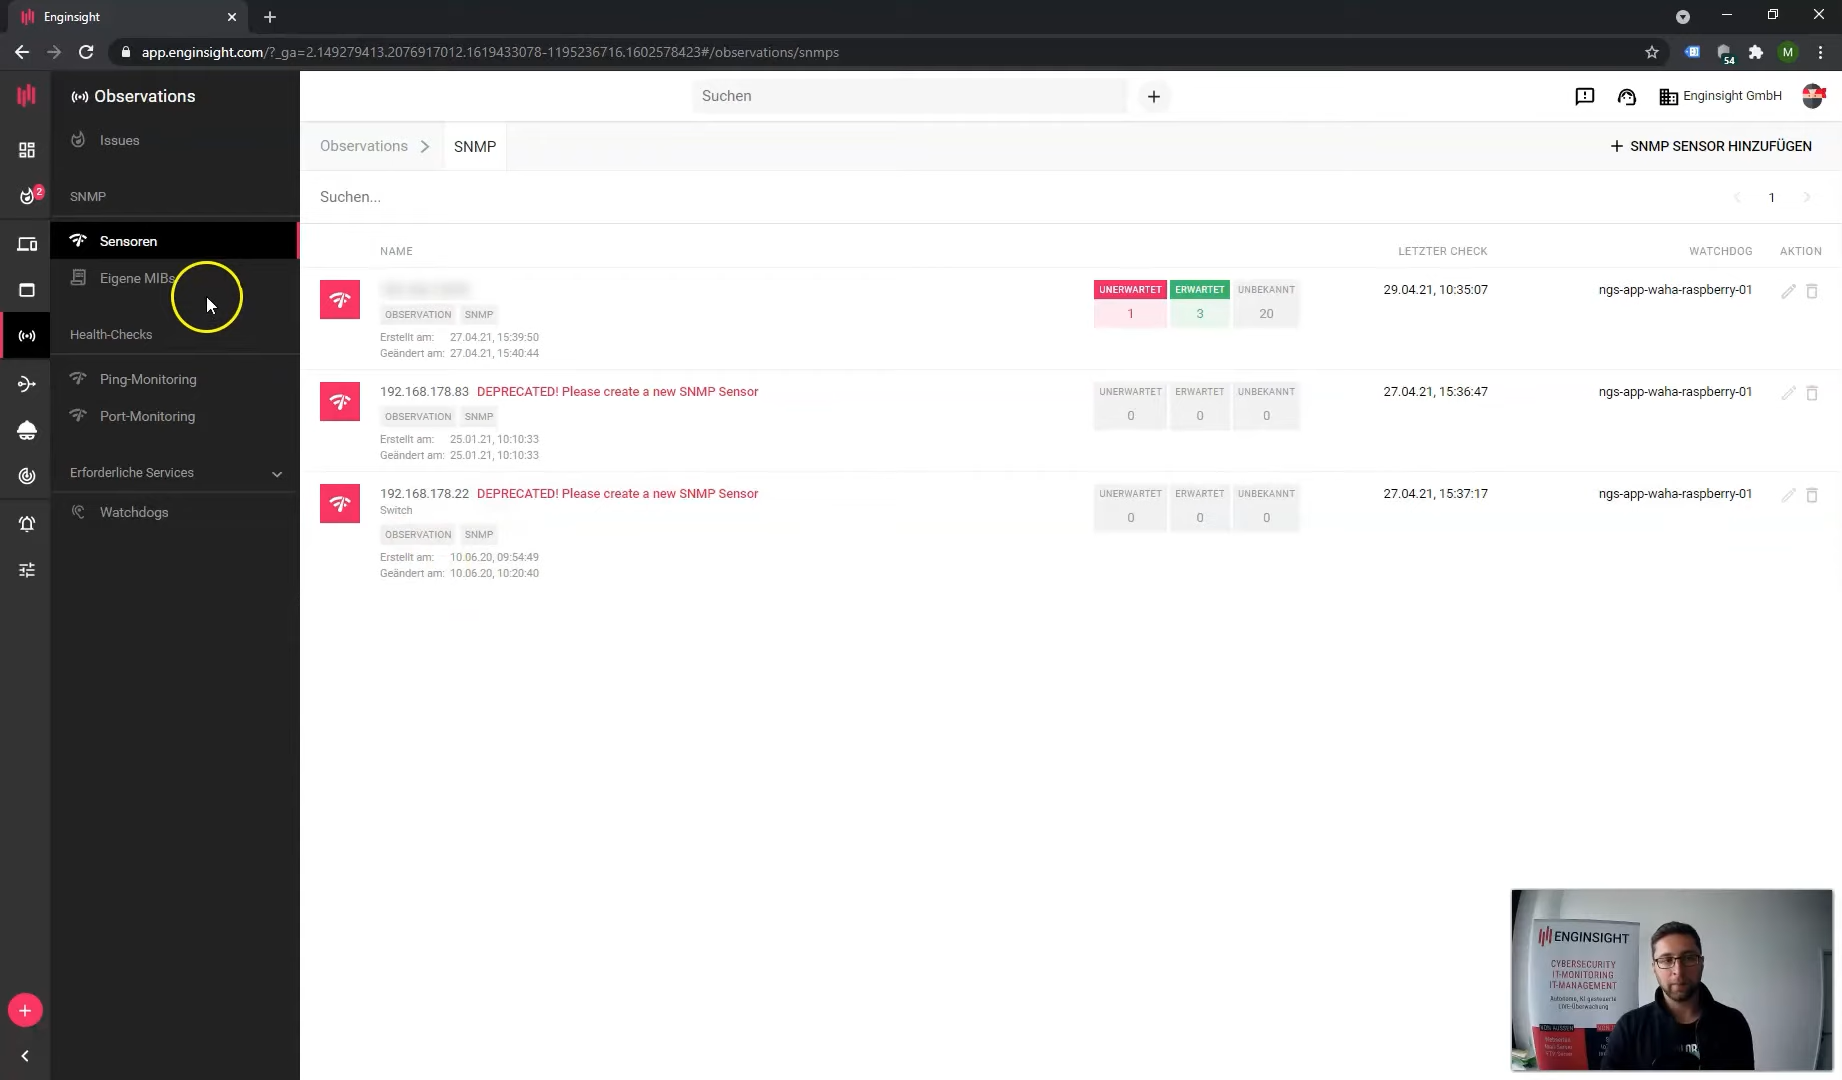 Enginsight
app.enginsight.com/?_ga=2.149279413.2076917012.1619433078-1195236716.1602578423#/observations/snmps
54
M
Observations
Suchen
Enginsight GmbH
Issues
Observations
SNMP
SNMP SENSOR HINZUFÜGEN
2
SNMP
Suchen...
1
Sensoren
Eigene MIBs
Health-Checks
Ping-Monitoring
Port-Monitoring
Erforderliche Services
Watchdogs
NAME
LETZTER CHECK
WATCHDOG
AKTION
OBSERVATION SNMP
Erstellt am: 27.04.21, 15:39:50
Geändert am: 27.04.21, 15:40:44
UNERWARTET ERWARTET UNBEKANNT
1 3 20
29.04.21, 10:35:07
ngs-app-waha-raspberry-01
192.168.178.83 DEPRECATED! Please create a new SNMP Sensor
OBSERVATION SNMP
Erstellt am: 25.01.21, 10:10:33
Geändert am: 25.01.21, 10:10:33
UNERWARTET ERWARTET UNBEKANNT
0 0 0
27.04.21, 15:36:47
ngs-app-waha-raspberry-01
192.168.178.22 DEPRECATED! Please create a new SNMP Sensor
Switch
OBSERVATION SNMP
Erstellt am: 10.06.20, 09:54:49
Geändert am: 10.06.20, 10:20:40
UNERWARTET ERWARTET UNBEKANNT
0 0 0
27.04.21, 15:37:17
ngs-app-waha-raspberry-01
ENGINSIGHT
CYBERSECURITY
IT-MONITORING
IT-MANAGEMENT
Autonome, KI gesteuerte
LIVE-Überwachung
VON AUSSEN